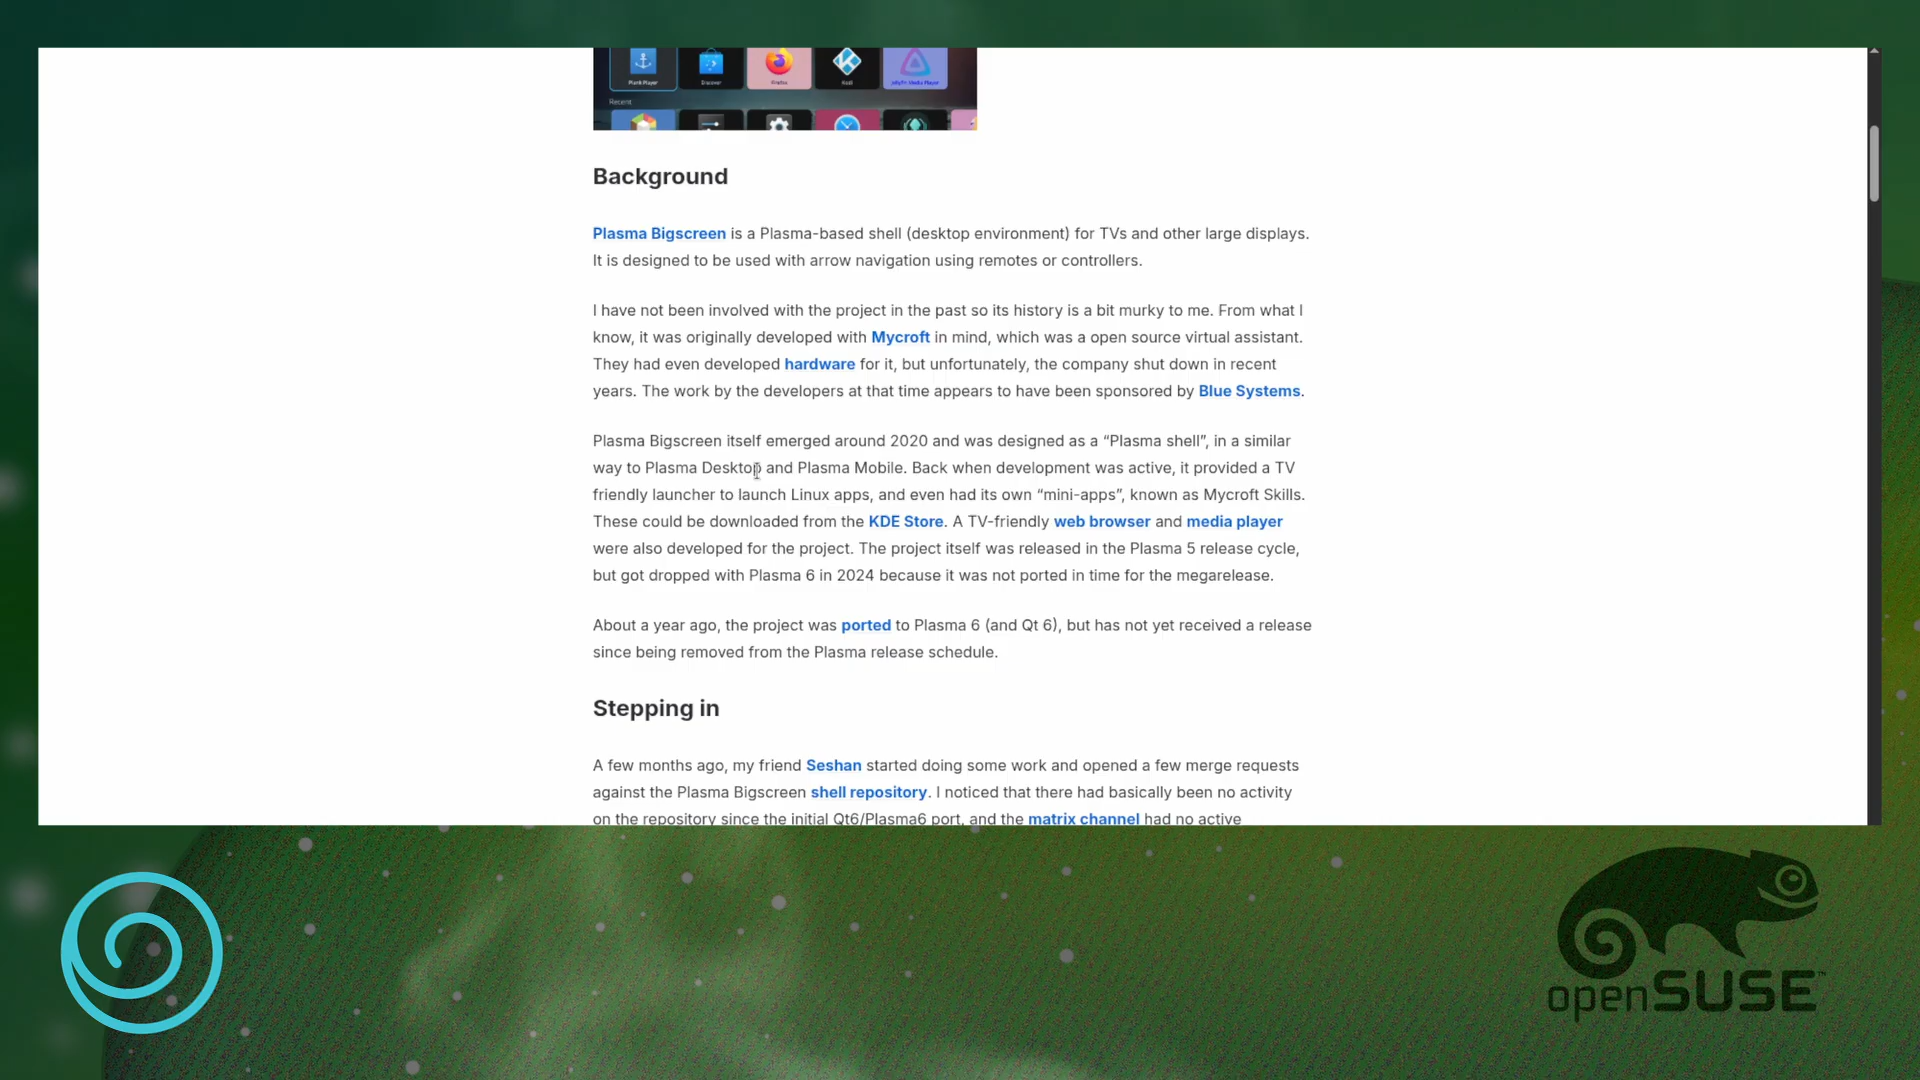 Plank Player Discover Firefox Kodi Jellyfin Media Player
Recent
Background
Plasma Bigscreen is a Plasma-based shell (desktop environment) for TVs and other large displays.
It is designed to be used with arrow navigation using remotes or controllers.
I have not been involved with the project in the past so its history is a bit murky to me. From what I
know, it was originally developed with Mycroft in mind, which was a open source virtual assistant.
They had even developed hardware for it, but unfortunately, the company shut down in recent
years. The work by the developers at that time appears to have been sponsored by Blue Systems.
Plasma Bigscreen itself emerged around 2020 and was designed as a “Plasma shell”, in a similar
way to Plasma Desktop and Plasma Mobile. Back when development was active, it provided a TV
friendly launcher to launch Linux apps, and even had its own “mini-apps”, known as Mycroft Skills.
These could be downloaded from the KDE Store. A TV-friendly web browser and media player
were also developed for the project. The project itself was released in the Plasma 5 release cycle,
but got dropped with Plasma 6 in 2024 because it was not ported in time for the megarelease.
About a year ago, the project was ported to Plasma 6 (and Qt 6), but has not yet received a release
since being removed from the Plasma release schedule.
Stepping in
A few months ago, my friend Seshan started doing some work and opened a few merge requests
against the Plasma Bigscreen shell repository. I noticed that there had basically been no activity
on the repository since the initial Qt6/Plasma6 port, and the matrix channel had no active
openSUSE™